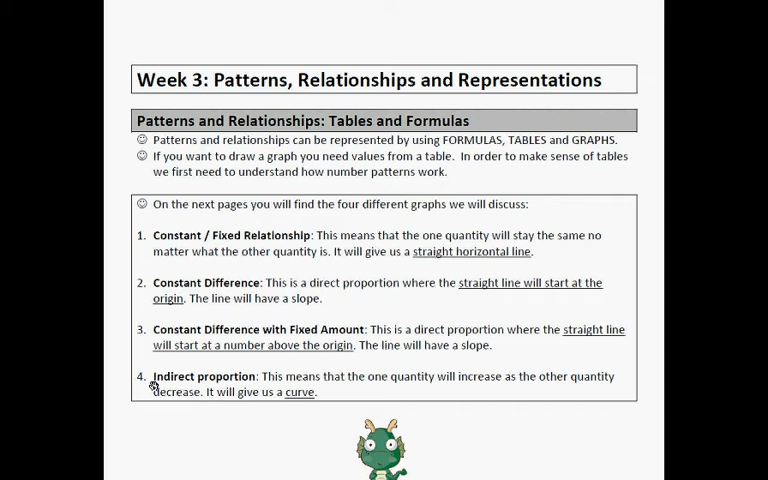 Week 3: Patterns, Relationships and Representations
Patterns and Relationships: Tables and Formulas
☺ Patterns and relationships can be represented by using FORMULAS, TABLES and GRAPHS.
☺ If you want to draw a graph you need values from a table. In order to make sense of tables
we first need to understand how number patterns work.
☺ On the next pages you will find the four different graphs we will discuss:
1. Constant / Fixed Relationship: This means that the one quantity will stay the same no
matter what the other quantity is. It will give us a straight horizontal line.
2. Constant Difference: This is a direct proportion where the straight line will start at the
origin. The line will have a slope.
3. Constant Difference with Fixed Amount: This is a direct proportion where the straight line
will start at a number above the origin. The line will have a slope.
4. Indirect proportion: This means that the one quantity will increase as the other quantity
decrease. It will give us a curve.